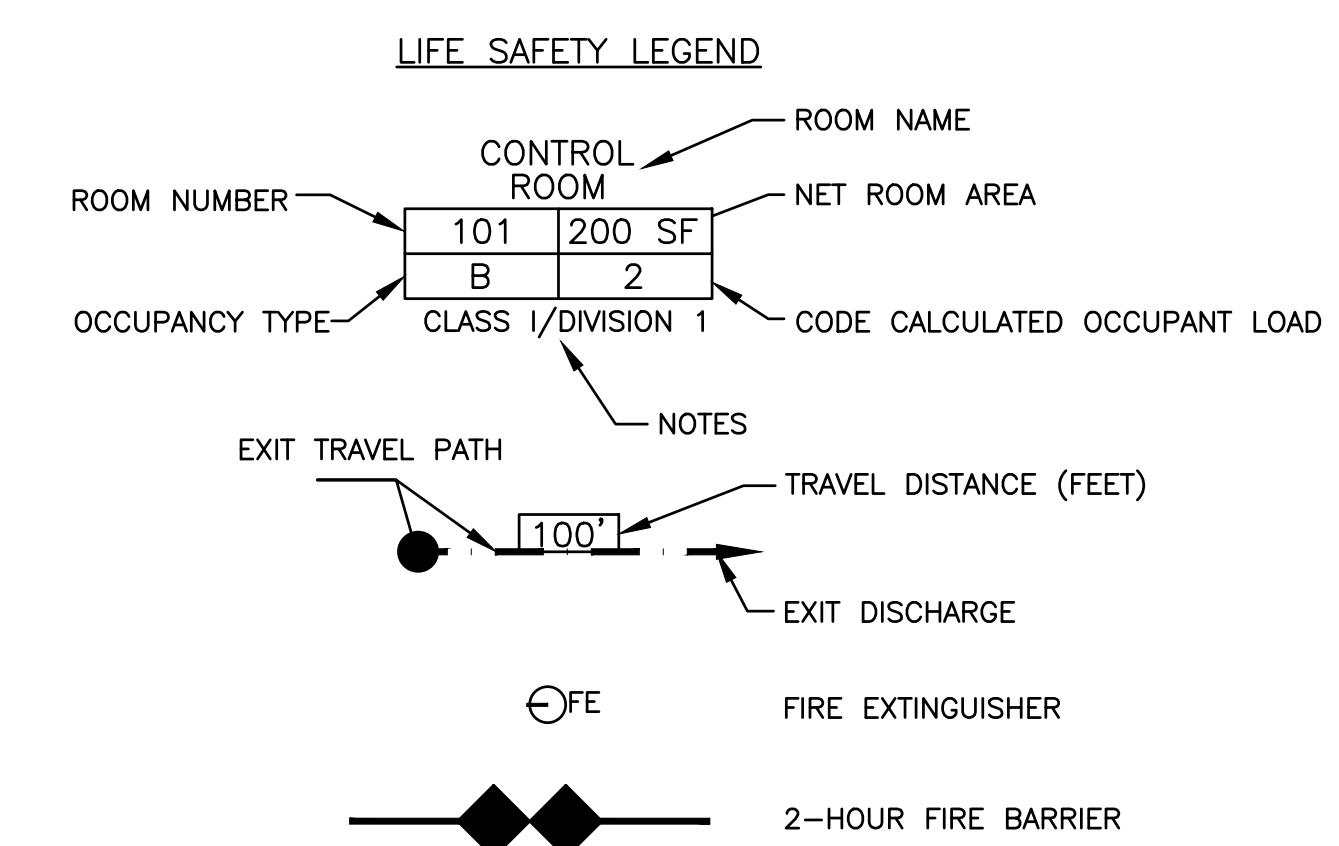 LIFE SAFETY LEGEND
ROOM NAME
CONTROL
ROOM
ROOM NUMBER
NET ROOM AREA
101
200 SF
B
2
OCCUPANCY TYPE
CLASS I/DIVISION 1
CODE CALCULATED OCCUPANT LOAD
NOTES
EXIT TRAVEL PATH
TRAVEL DISTANCE (FEET)
100'
EXIT DISCHARGE
FE
FIRE EXTINGUISHER
2-HOUR FIRE BARRIER